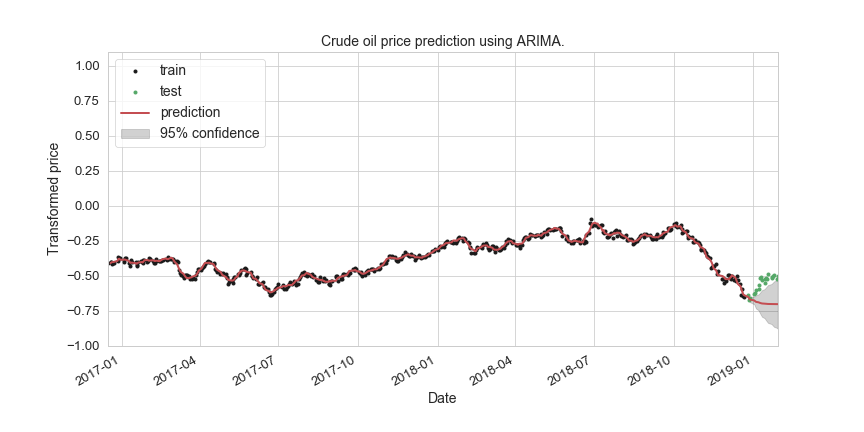 Crude oil price prediction using ARIMA.
train
test
prediction
95% confidence
Transformed price
1.00
0.75
0.50
0.25
0.00
−0.25
−0.50
−0.75
−1.00
2017-01
2017-04
2017-07
2017-10
2018-01
2018-04
2018-07
2018-10
2019-01
Date